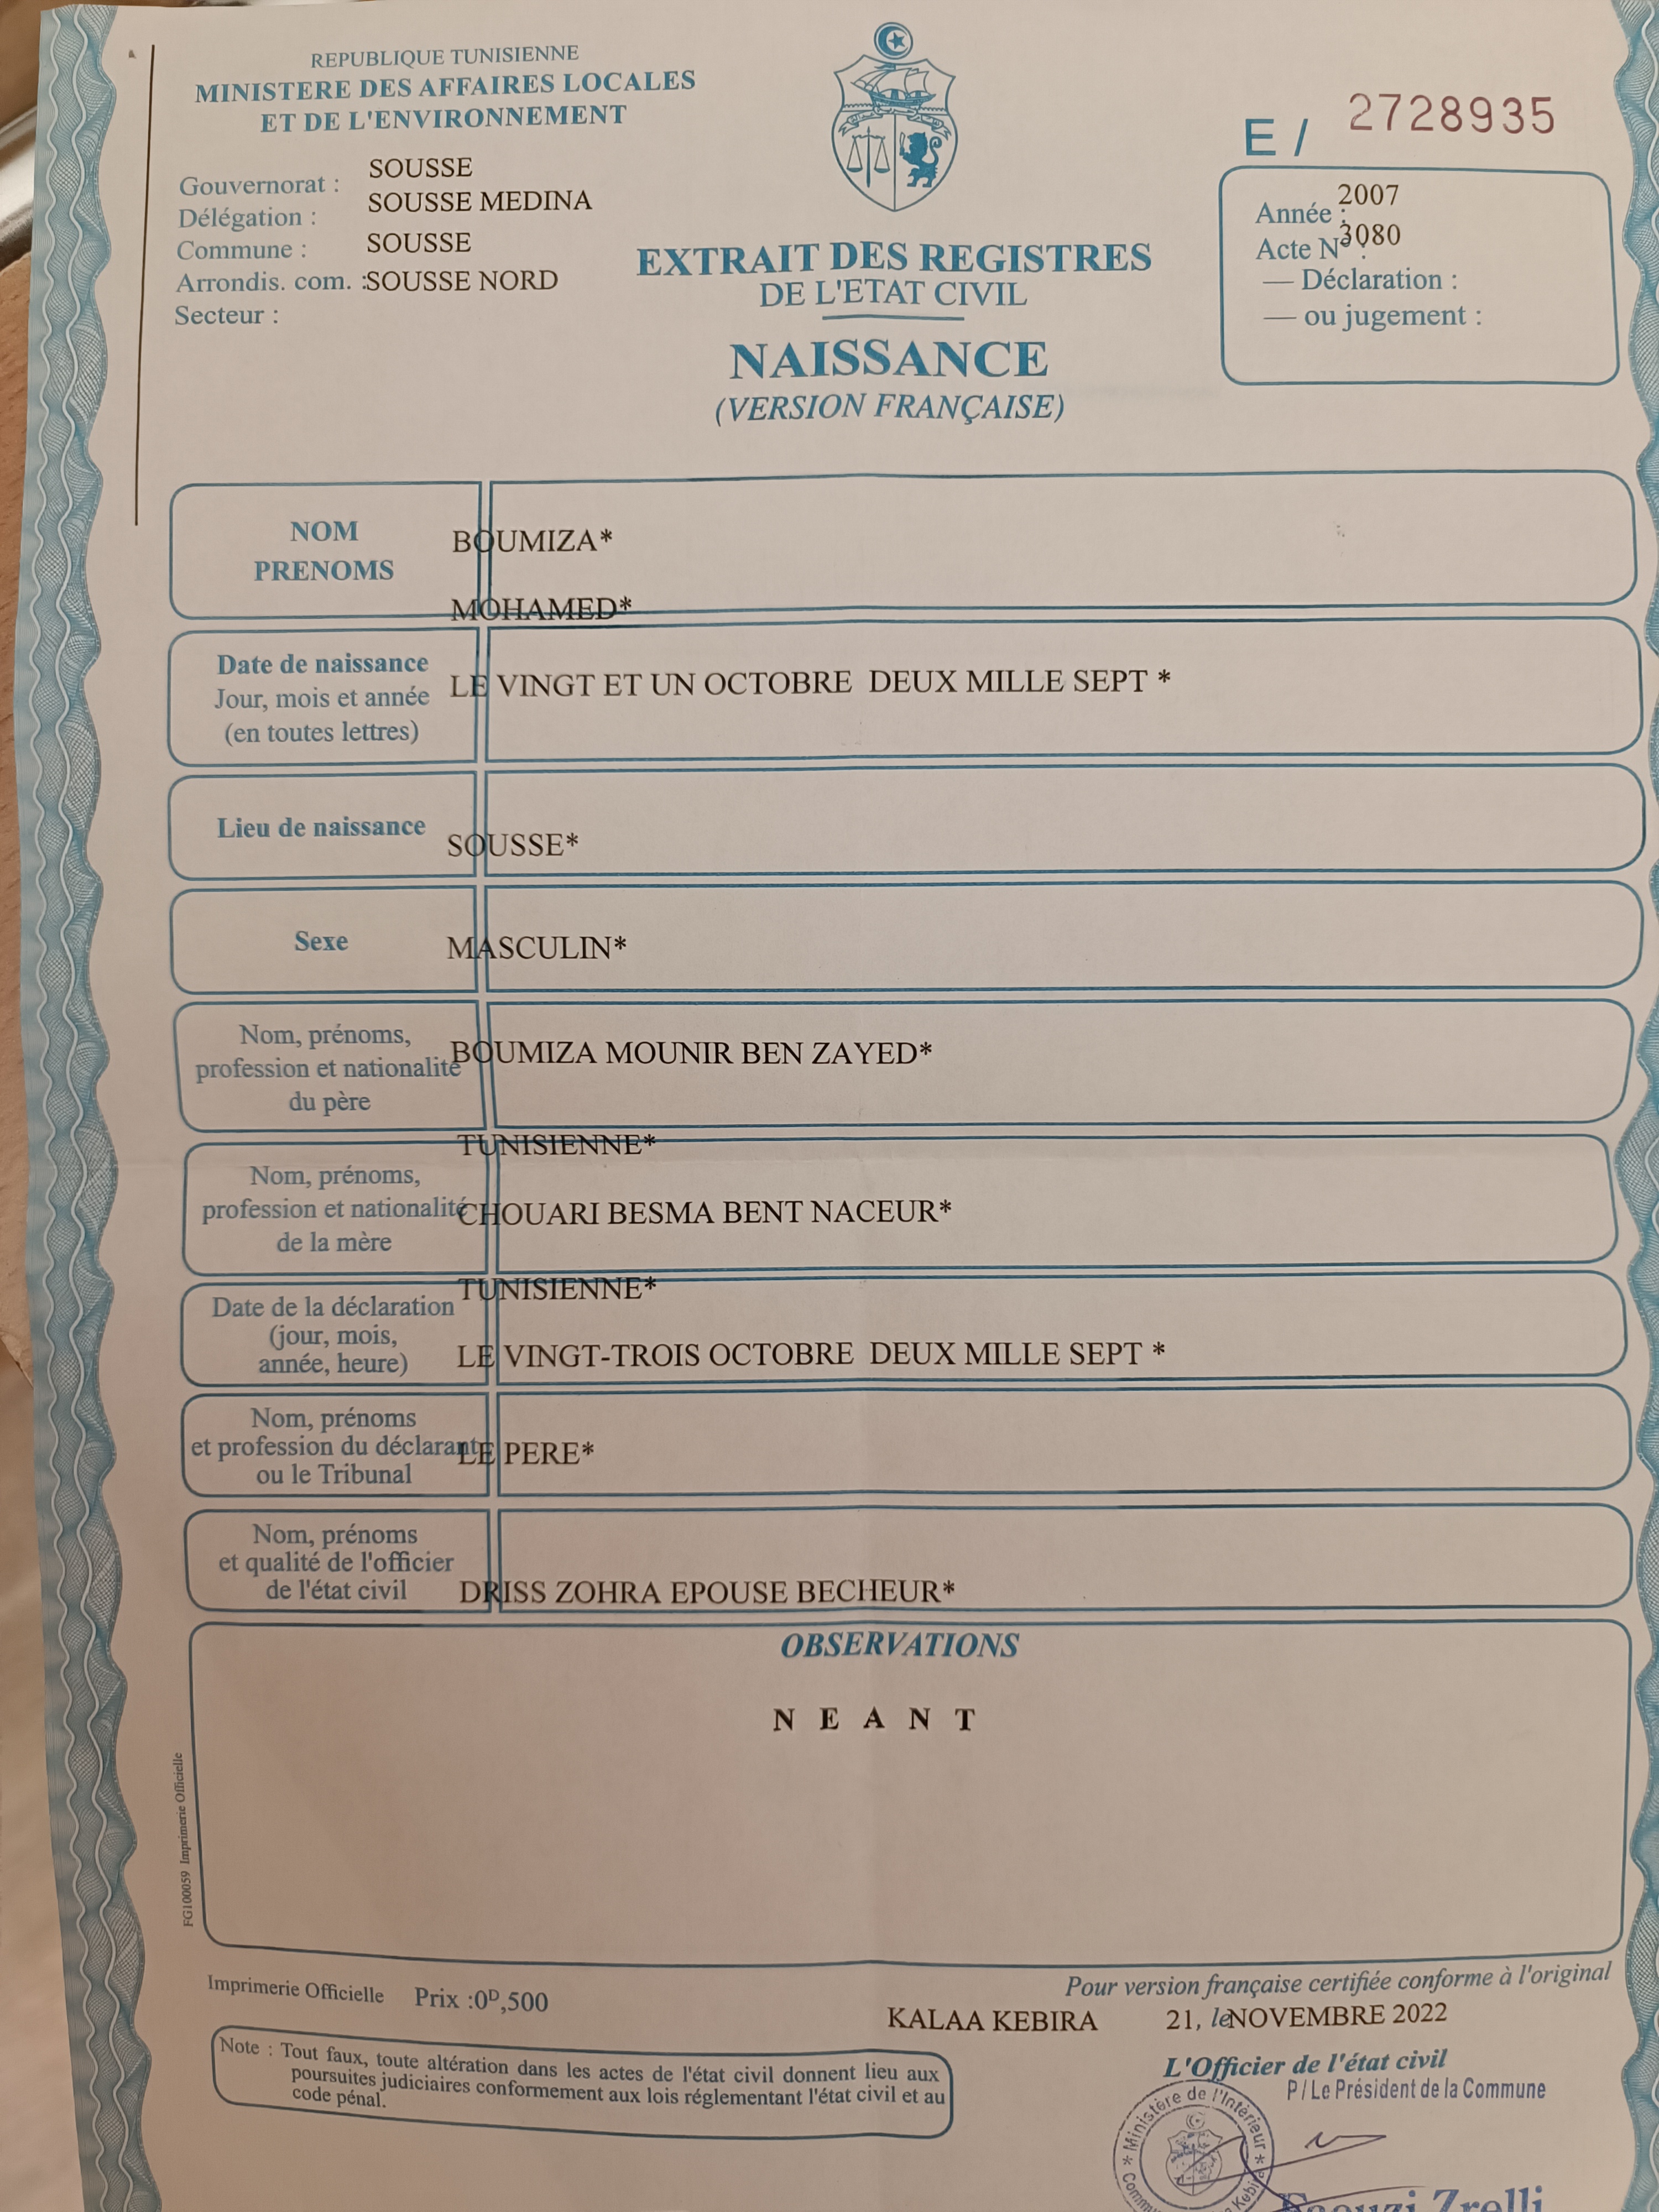 REPUBLIQUE TUNISIENNE
MINISTERE DES AFFAIRES LOCALES
ET DE L'ENVIRONNEMENT
Gouvernorat : SOUSSE
Délégation : SOUSSE MEDINA
Commune : SOUSSE
Arrondis. com. : SOUSSE NORD
Secteur :
E / 2728935
Année : 2007
Acte N° : 3080
— Déclaration :
— ou jugement :
EXTRAIT DES REGISTRES
DE L'ETAT CIVIL
NAISSANCE
(VERSION FRANÇAISE)
NOM
PRENOMS
BOUMIZA*
MOHAMED*
Date de naissance
Jour, mois et année
(en toutes lettres)
LE VINGT ET UN OCTOBRE DEUX MILLE SEPT *
Lieu de naissance
SOUSSE*
Sexe
MASCULIN*
Nom, prénoms,
profession et nationalité
du père
BOUMIZA MOUNIR BEN ZAYED*
TUNISIENNE*
Nom, prénoms,
profession et nationalité
de la mère
CHOUARI BESMA BENT NACEUR*
TUNISIENNE*
Date de la déclaration
(jour, mois,
année, heure)
LE VINGT-TROIS OCTOBRE DEUX MILLE SEPT *
Nom, prénoms
et profession du déclarant
ou le Tribunal
LE PERE*
Nom, prénoms
et qualité de l'officier
de l'état civil
DRISS ZOHRA EPOUSE BECHEUR*
OBSERVATIONS
N E A N T
FG100059 Imprimerie Officielle
Imprimerie Officielle Prix :0D,500
Pour version française certifiée conforme à l'original
KALAA KEBIRA 21, le NOVEMBRE 2022
Note : Tout faux, toute altération dans les actes de l'état civil donnent lieu aux
poursuites judiciaires conformement aux lois réglementant l'état civil et au
code pénal.
L'Officier de l'état civil
P / Le Président de la Commune
* Ministère de l'Intérieur *
Zrelli